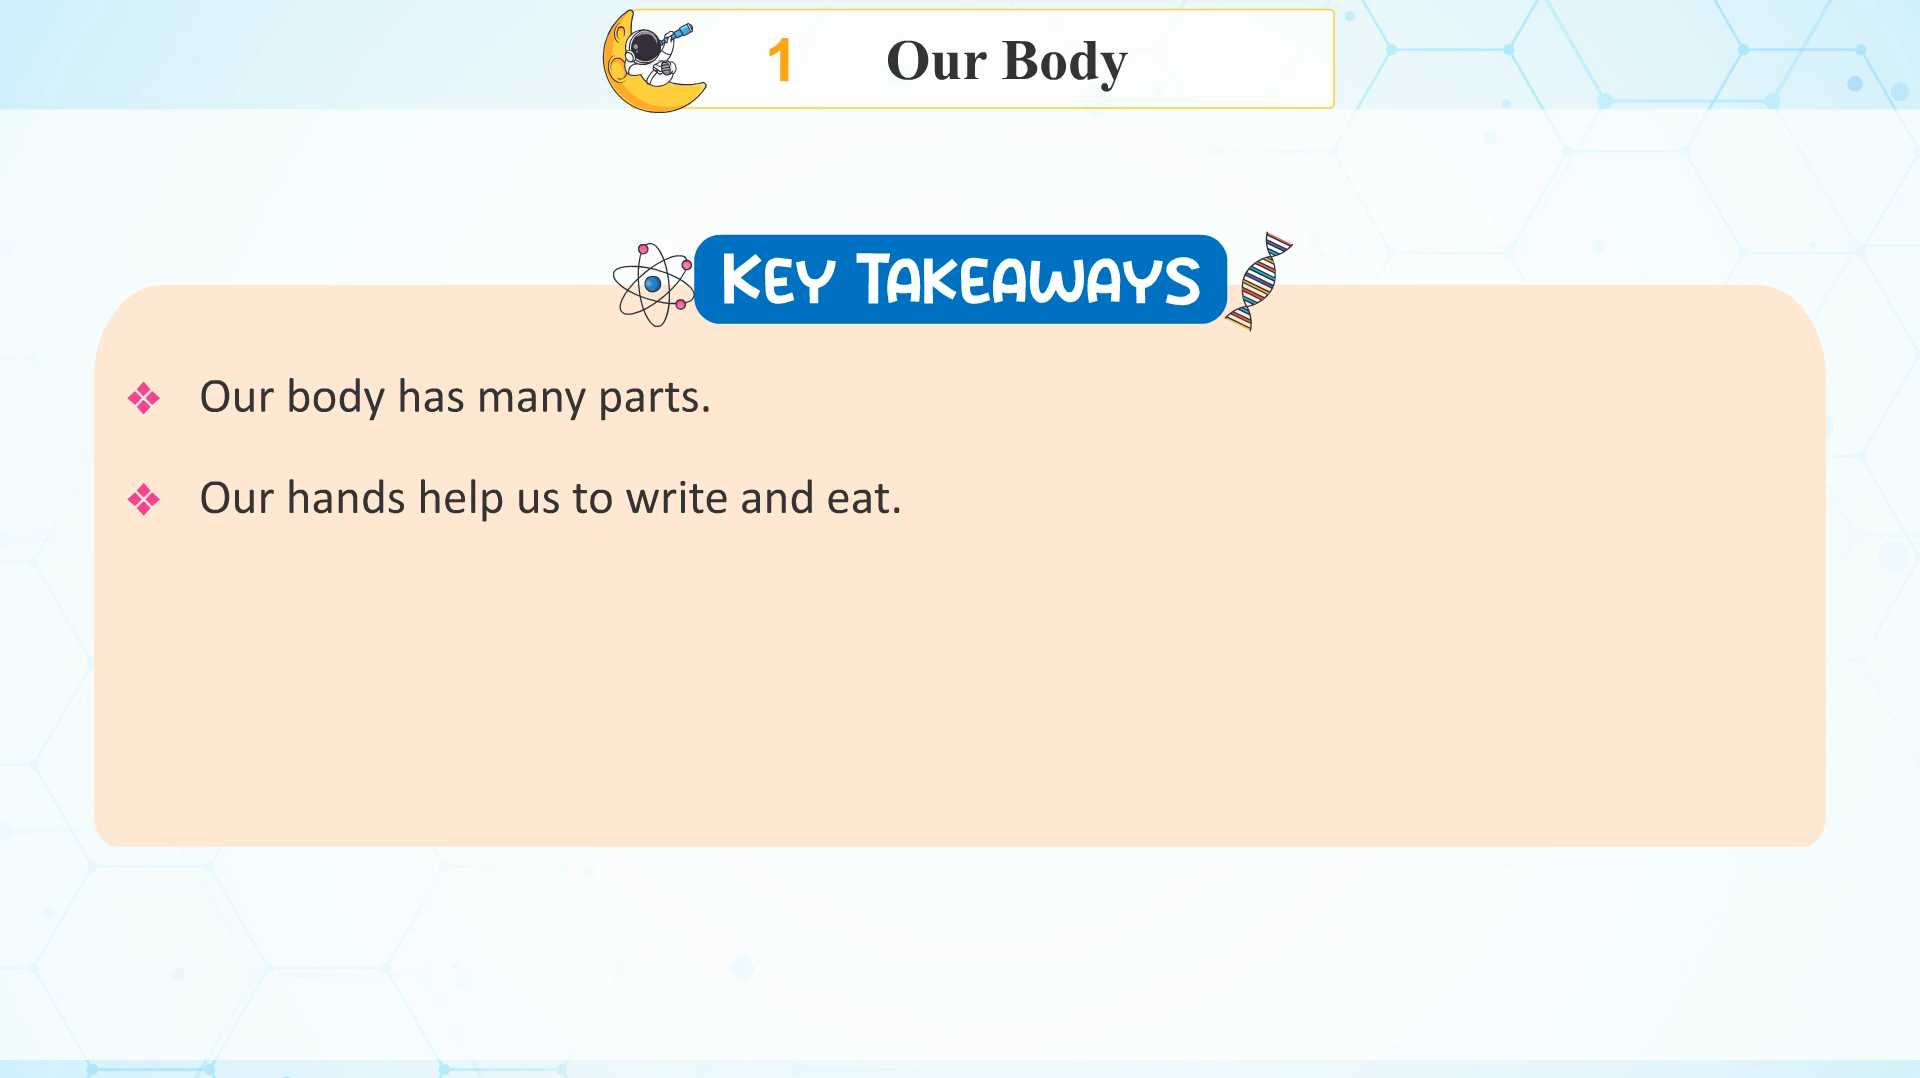 1 Our Body
KEY TAKEAWAYS
❖ Our body has many parts.
❖ Our hands help us to write and eat.